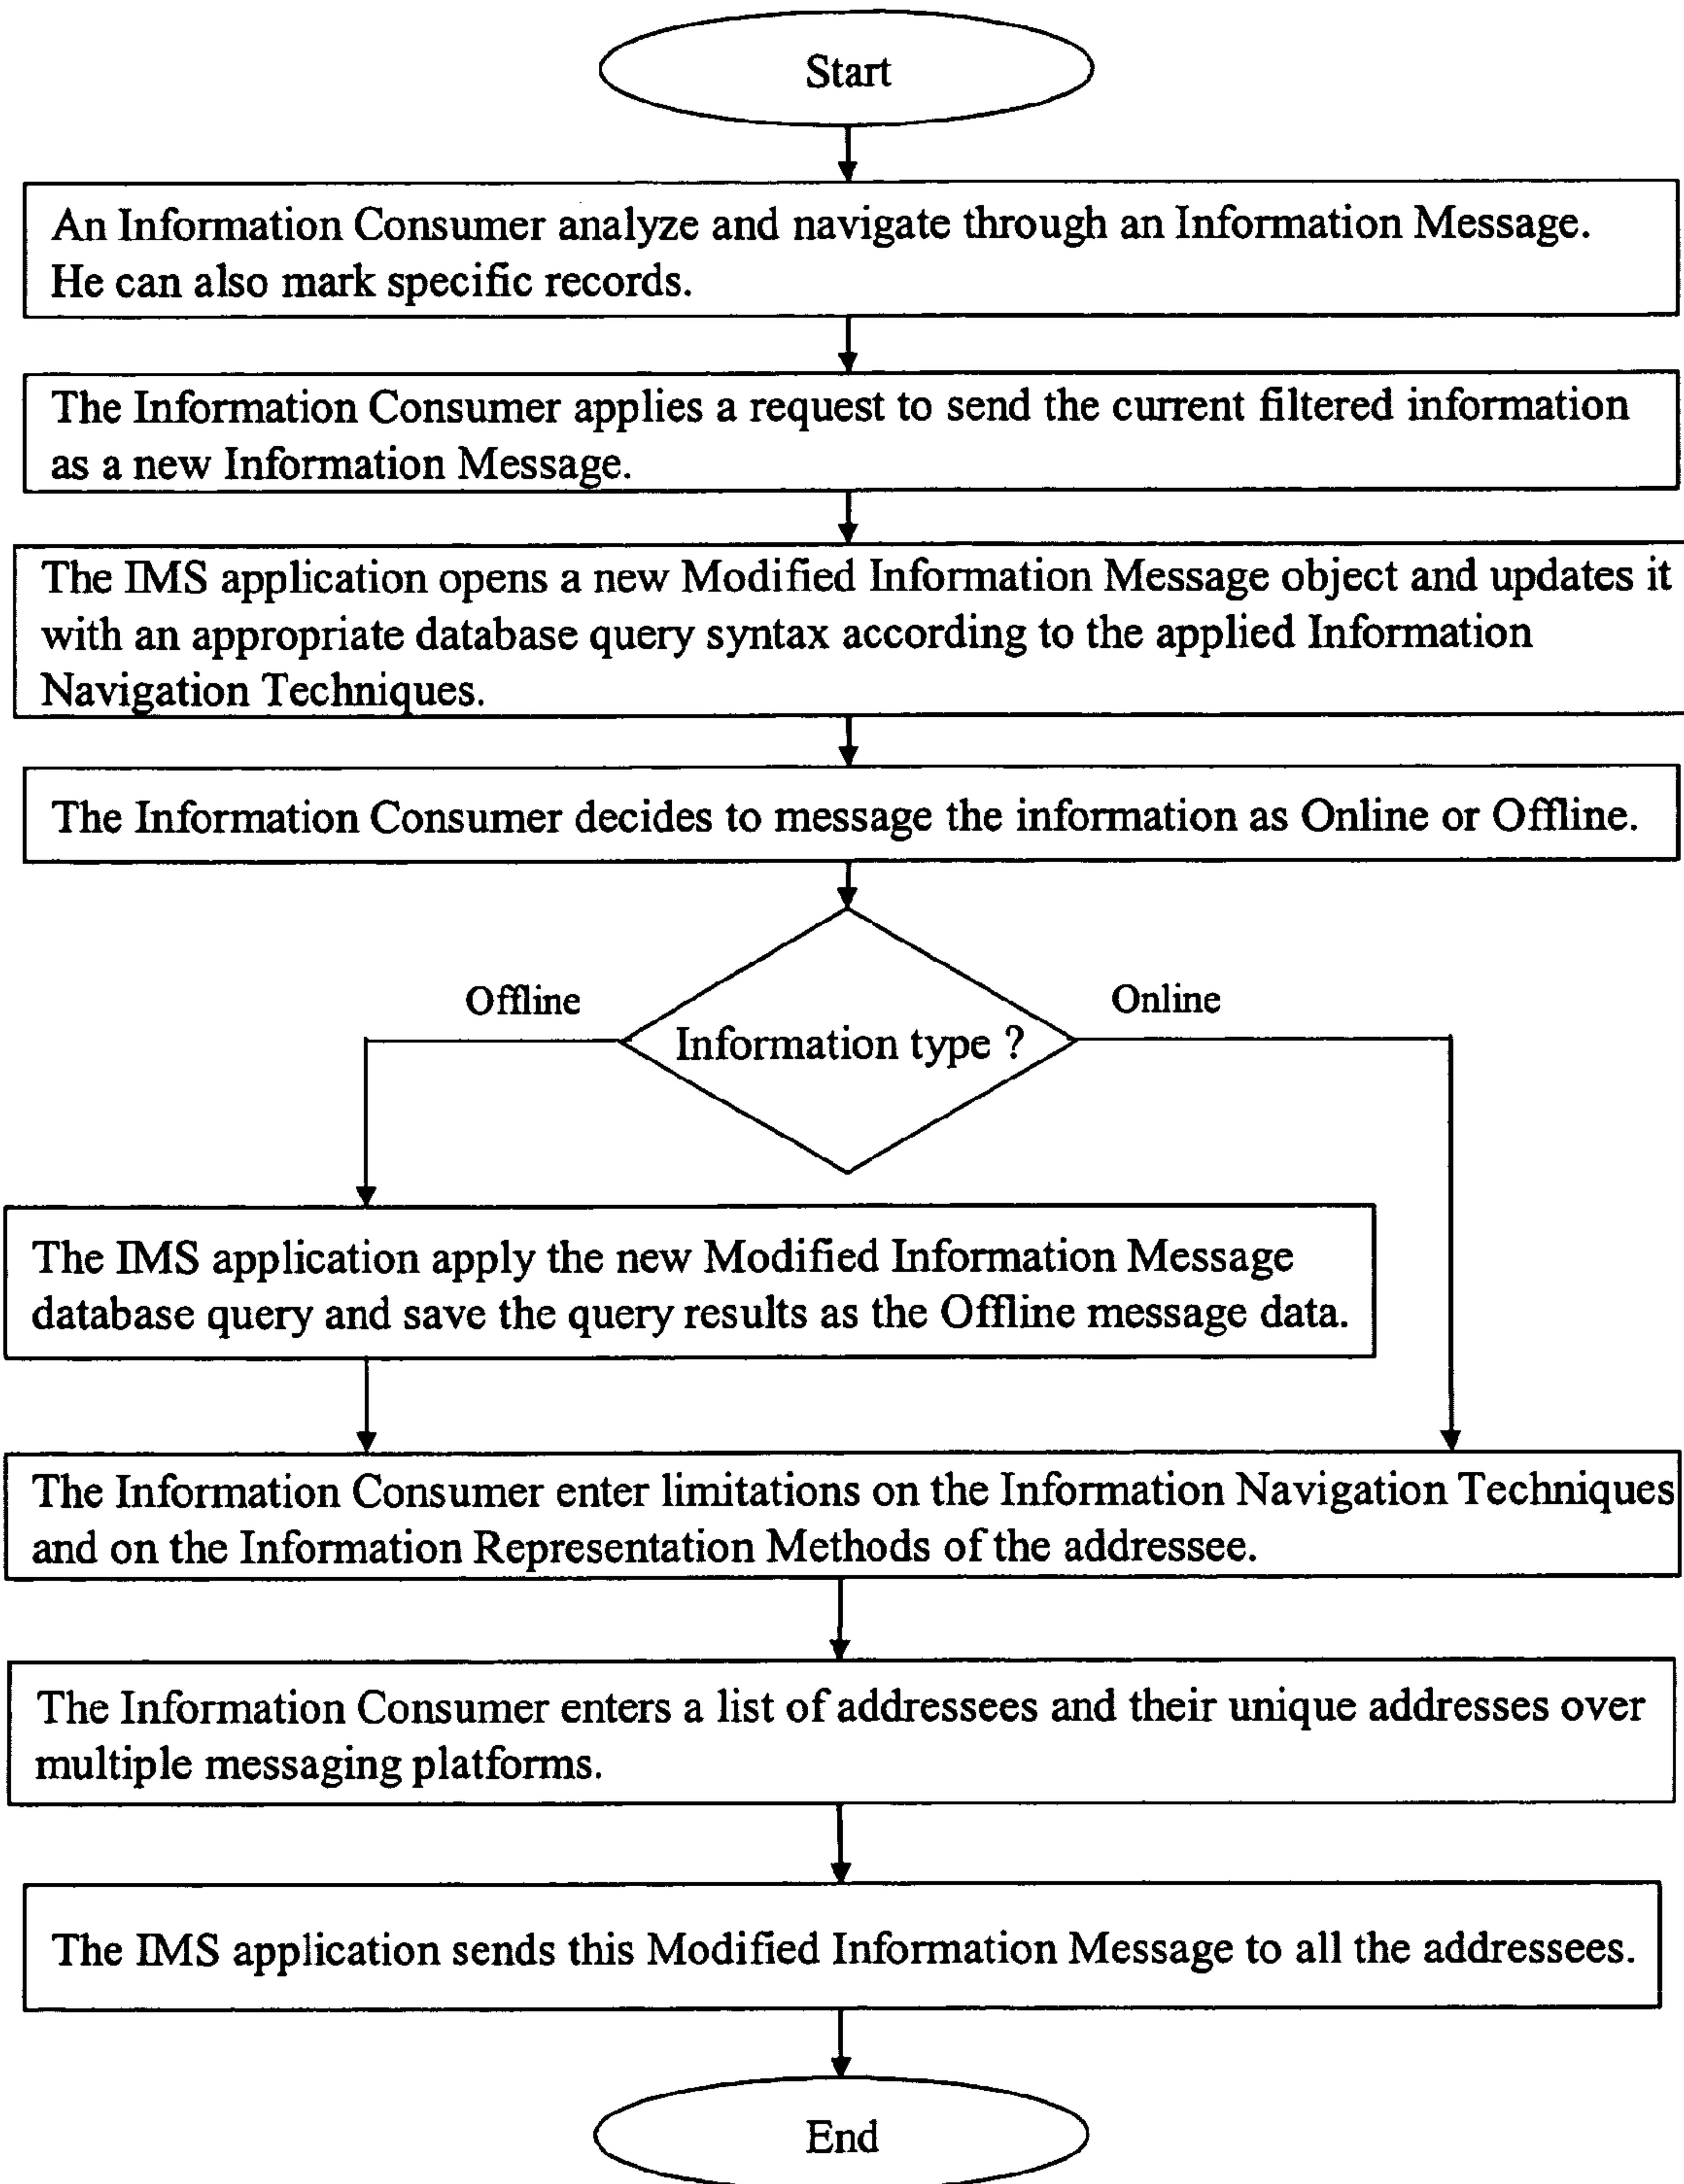 Start
An Information Consumer analyze and navigate through an Information Message.
He can also mark specific records.
The Information Consumer applies a request to send the current filtered information
as a new Information Message.
The IMS application opens a new Modified Information Message object and updates it
with an appropriate database query syntax according to the applied Information
Navigation Techniques.
The Information Consumer decides to message the information as Online or Offline.
Offline
Online
Information type ?
The IMS application apply the new Modified Information Message
database query and save the query results as the Offline message data.
The Information Consumer enter limitations on the Information Navigation Techniques
and on the Information Representation Methods of the addressee.
The Information Consumer enters a list of addressees and their unique addresses over
multiple messaging platforms.
The IMS application sends this Modified Information Message to all the addressees.
End